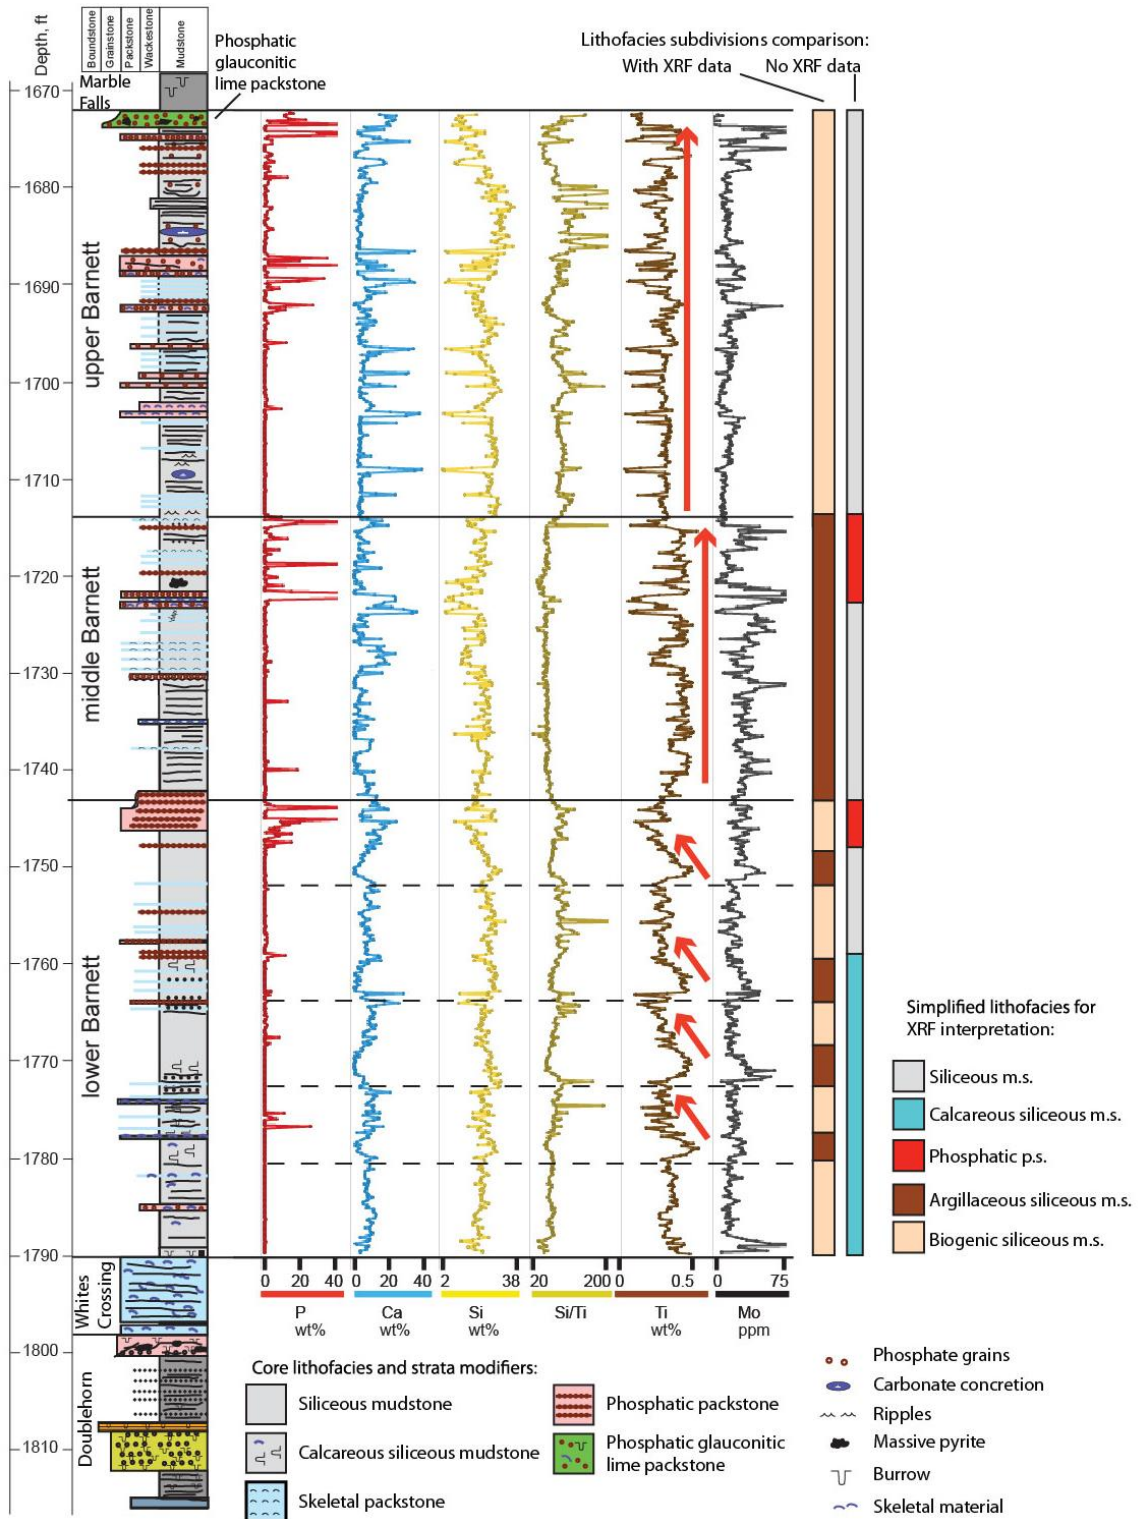 Depth, ft
Boundstone
Grainstone
Packstone
Wackestone
Mudstone
Phosphatic
glauconitic
lime packstone
Lithofacies subdivisions comparison:
With XRF data
No XRF data
Marble
Falls
upper Barnett
middle Barnett
lower Barnett
Whites
Crossing
Doublehorn
1670
1680
1690
1700
1710
1720
1730
1740
1750
1760
1770
1780
1790
1800
1810
0 20 40
0 20 40
2 38
20 200
0 0.5
0 75
P
wt%
Ca
wt%
Si
wt%
Si/Ti
Ti
wt%
Mo
ppm
Simplified lithofacies for
XRF interpretation:
Siliceous m.s.
Calcareous siliceous m.s.
Phosphatic p.s.
Argillaceous siliceous m.s.
Biogenic siliceous m.s.
Core lithofacies and strata modifiers:
Siliceous mudstone
Calcareous siliceous mudstone
Skeletal packstone
Phosphatic packstone
Phosphatic glauconitic
lime packstone
Phosphate grains
Carbonate concretion
Ripples
Massive pyrite
Burrow
Skeletal material